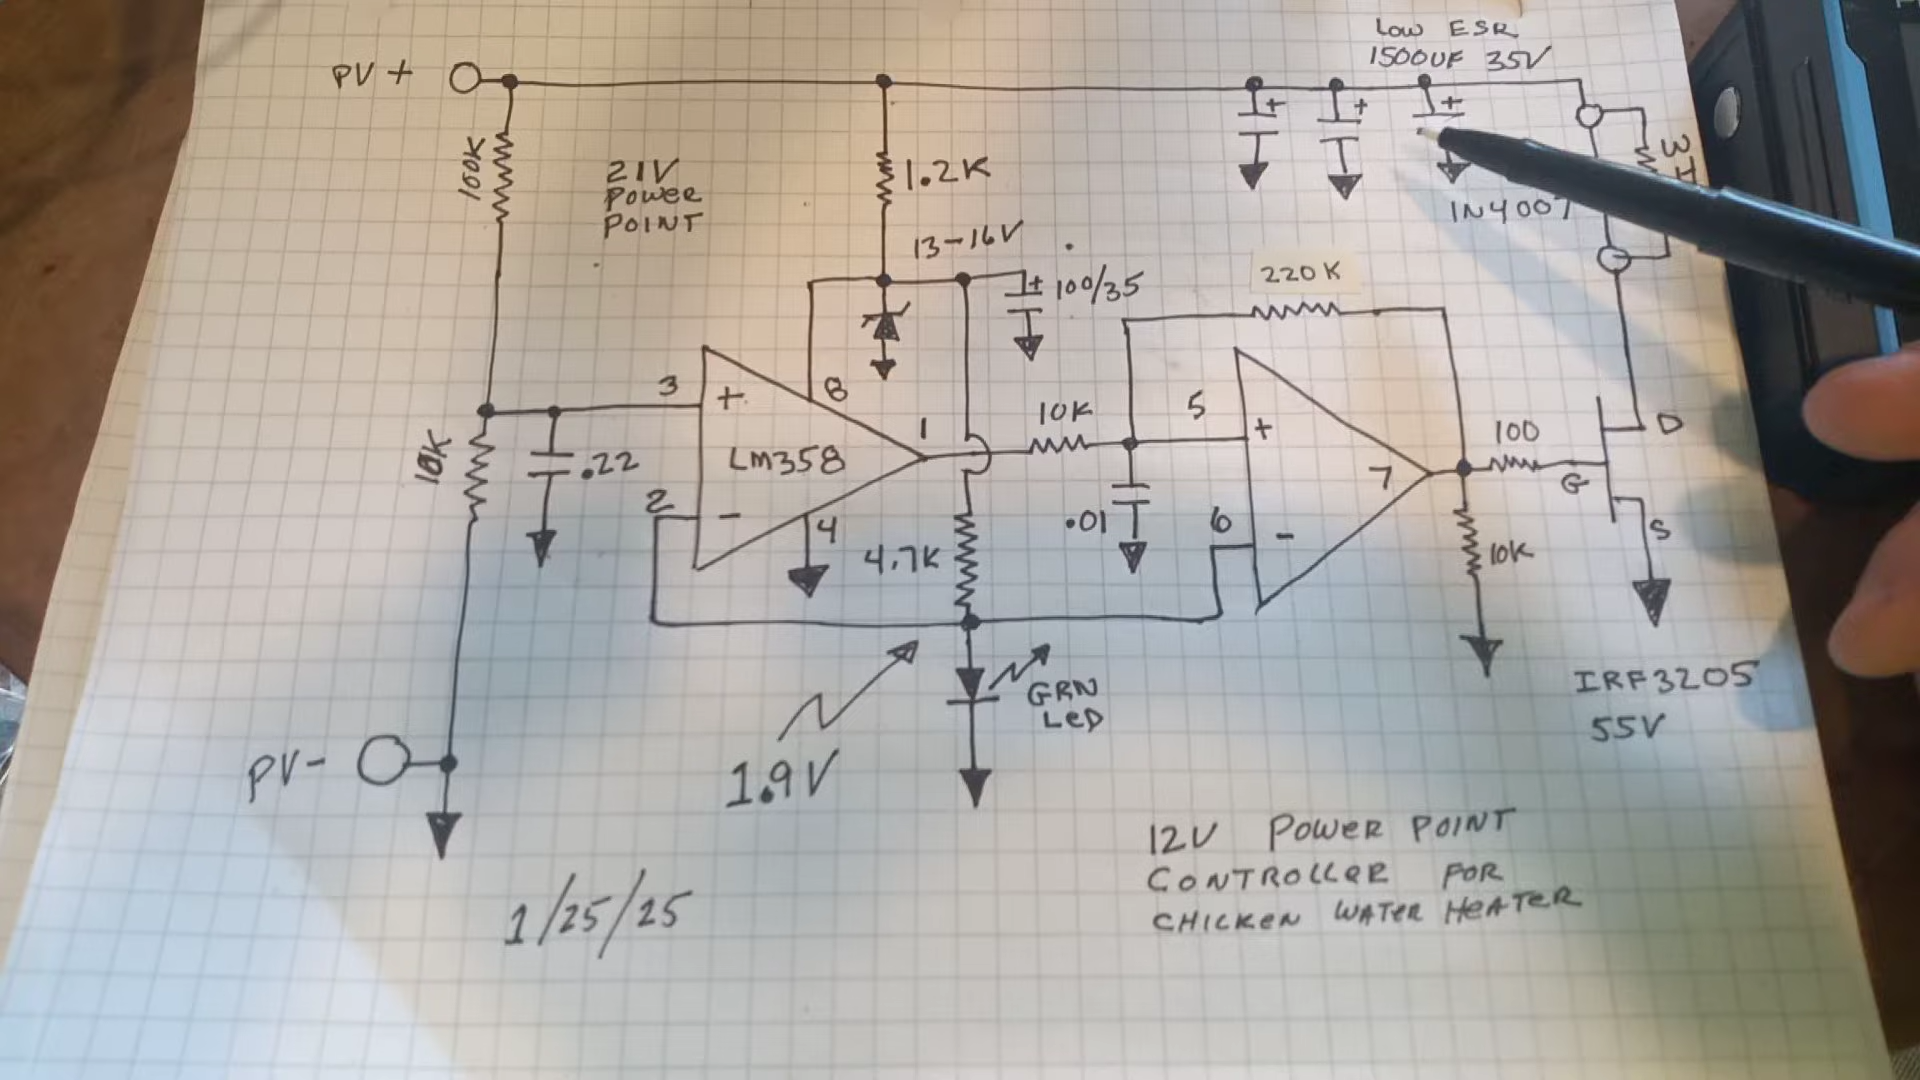 Low ESR
1500UF 35V
PV +
100K
21V
Power
POINT
1.2K
13-16V
+ 100/35
+
+
+
1N4007
220K
3
+
8
LM358
1
10K
5
+
7
100
D
G
S
10K
.22
2
-
4
4.7K
.01
6
-
10K
GRN
LeD
1.9V
PV-
IRF3205
55V
12V Power POINT
CONTROLLeR FOR
CHICKEN WATER HeATeR
1/25/25